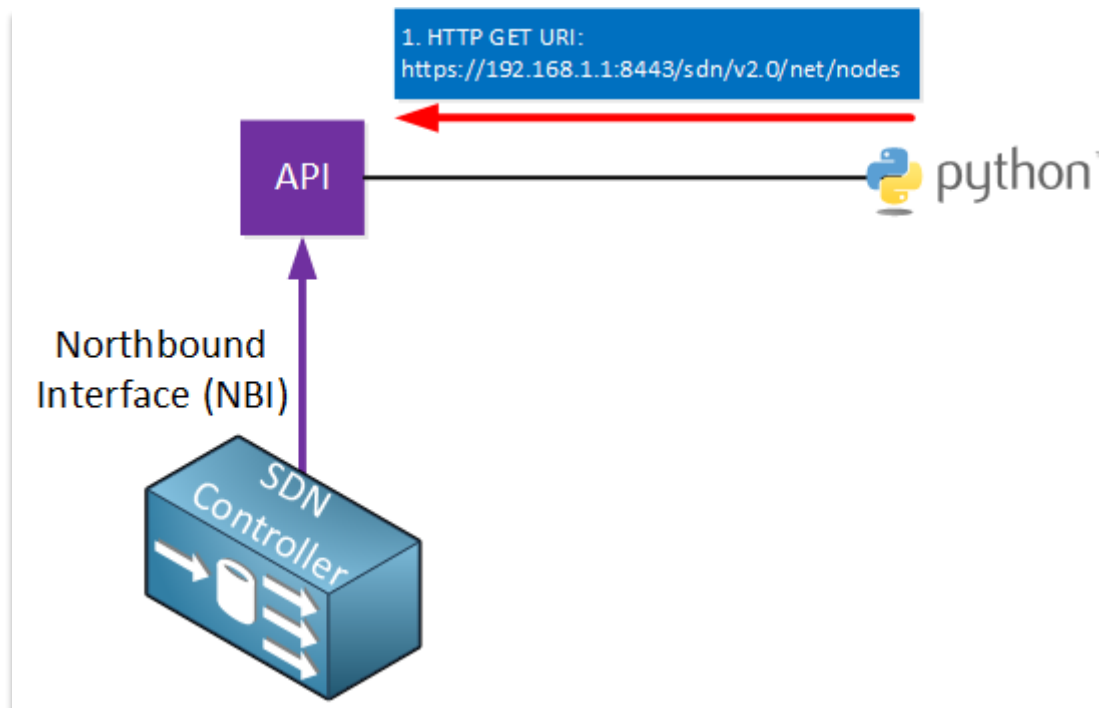 1. HTTP GET URI:
https://192.168.1.1:8443/sdn/v2.0/net/nodes
API
python
Northbound
Interface (NBI)
SDN
Controller